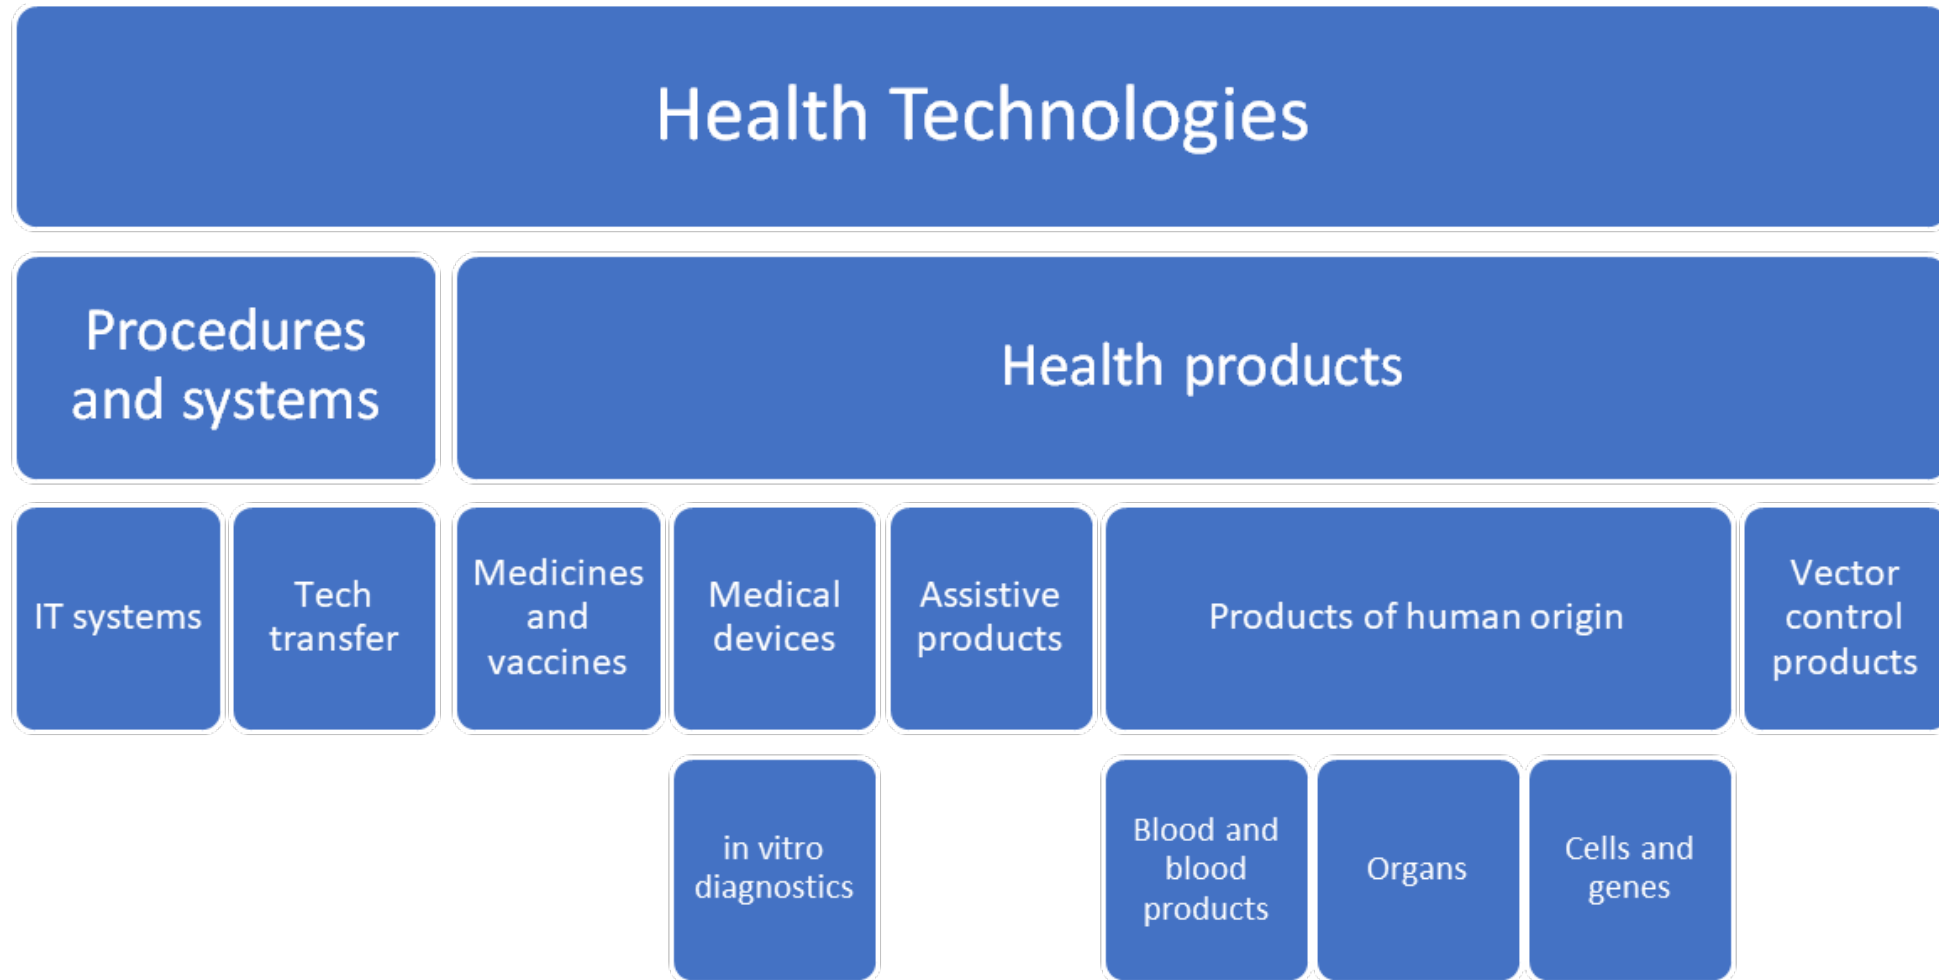 Health Technologies
Procedures
and systems
Health products
IT systems
Tech
transfer
Medicines
and
vaccines
Medical
devices
Assistive
products
Products of human origin
Vector
control
products
in vitro
diagnostics
Blood and
blood
products
Organs
Cells and
genes